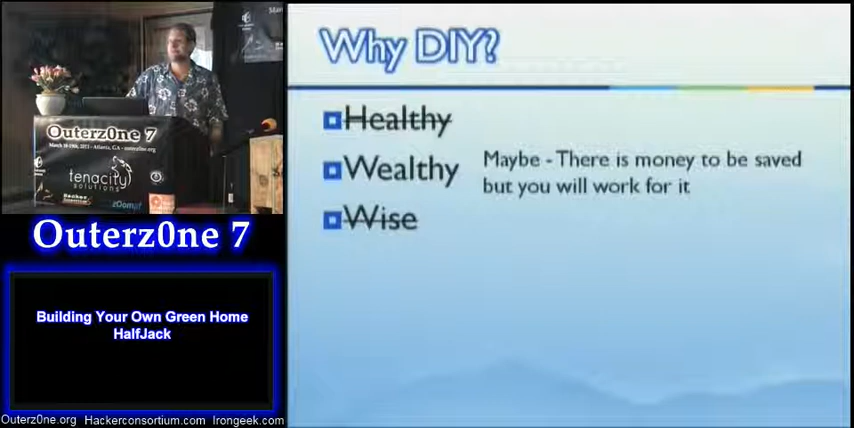 Why DIY?
Healthy
Wealthy
Maybe - There is money to be saved
but you will work for it
Wise
Outerz0ne 7
tenacity
solutions
Outerz0ne 7
Building Your Own Green Home
HalfJack
Outerz0ne.org Hackerconsortium.com Irongeek.com